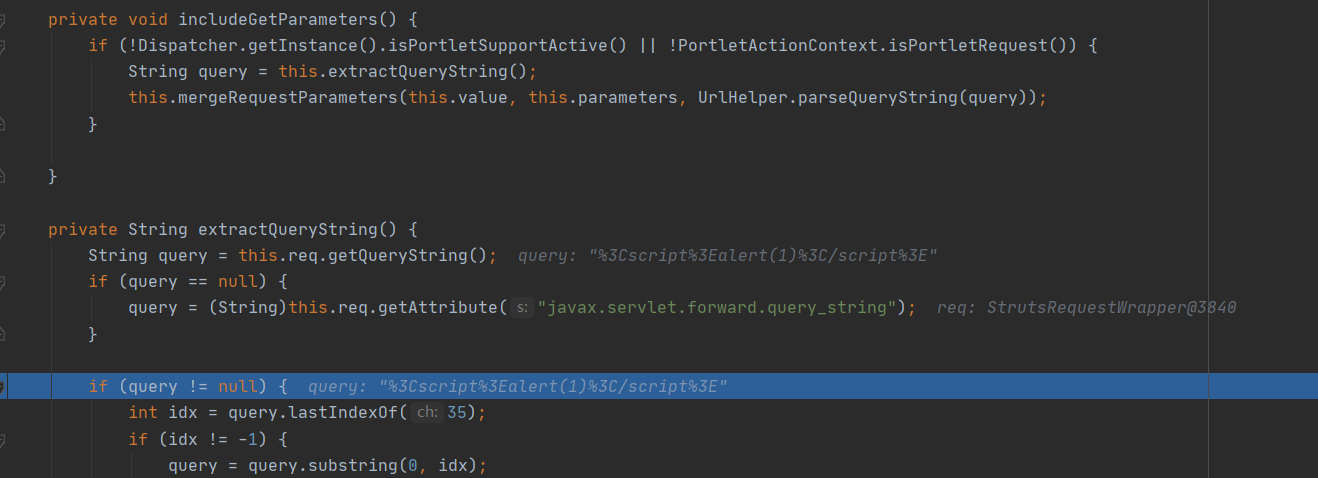 private void includeGetParameters() {
if (!Dispatcher.getInstance().isPortletSupportActive() || !PortletActionContext.isPortletRequest()) {
String query = this.extractQueryString();
this.mergeRequestParameters(this.value, this.parameters, UrlHelper.parseQueryString(query));
}
}
private String extractQueryString() {
String query = this.req.getQueryString();  query: "%3Cscript%3Ealert(1)%3C/script%3E"
if (query == null) {
query = (String)this.req.getAttribute( s: "javax.servlet.forward.query_string");  req: StrutsRequestWrapper@3840
}
if (query != null) {  query: "%3Cscript%3Ealert(1)%3C/script%3E"
int idx = query.lastIndexOf( ch: 35);
if (idx != -1) {
query = query.substring(0, idx);